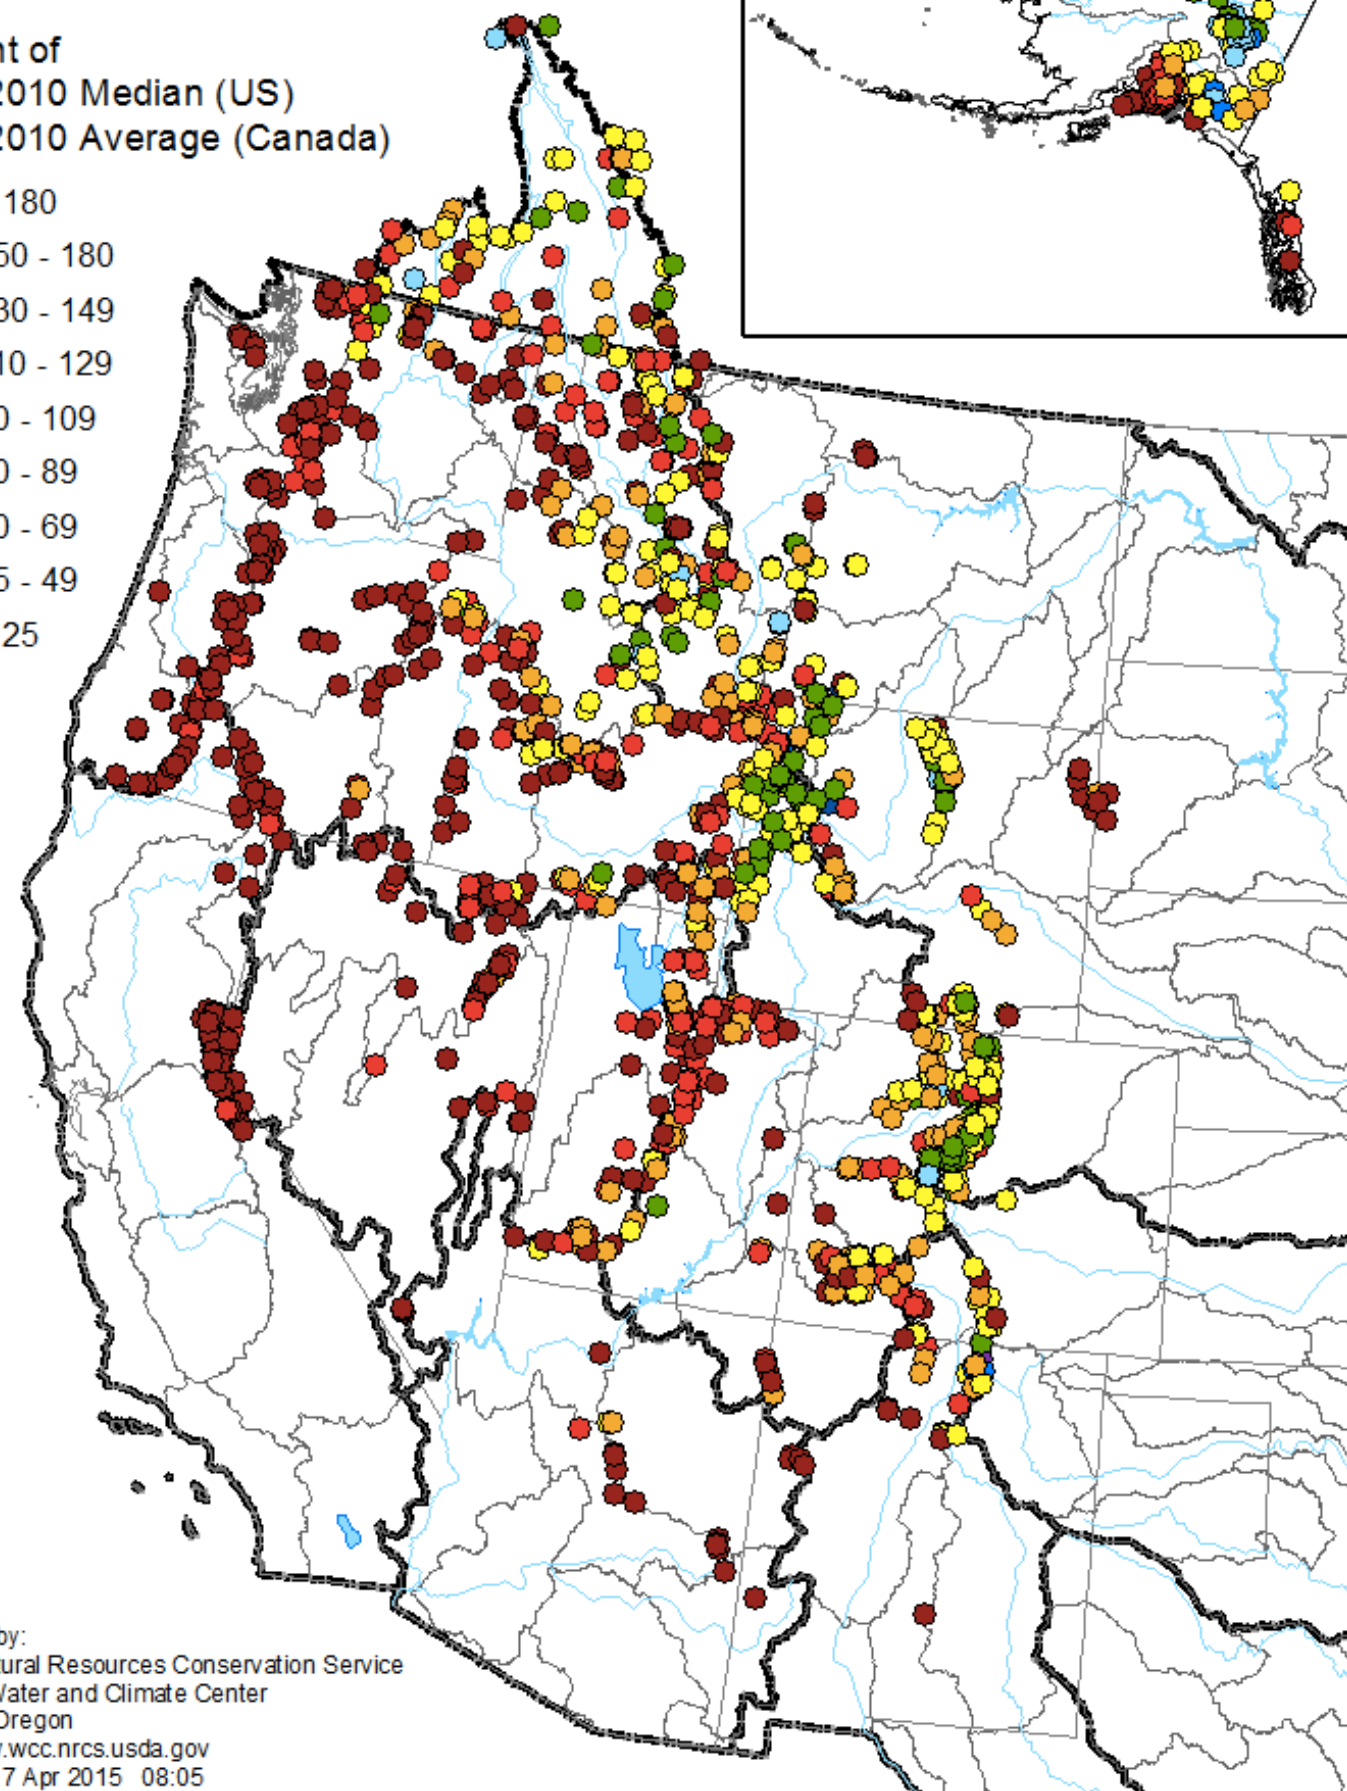 nt of
2010 Median (US)
2010 Average (Canada)
180
50 - 180
30 - 149
10 - 129
0 - 109
0 - 89
0 - 69
5 - 49
25
by:
tural Resources Conservation Service
Water and Climate Center
Oregon
v.wcc.nrcs.usda.gov
7 Apr 2015 08:05